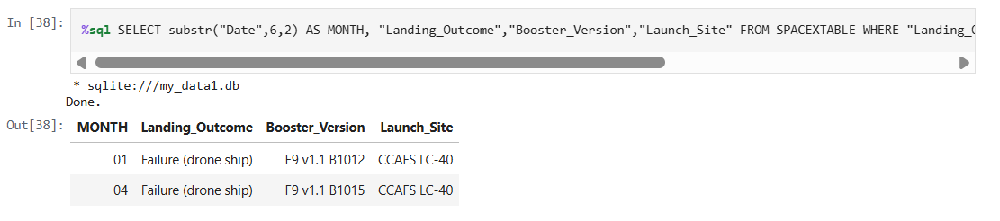 In [38]:
%sql SELECT substr("Date",6,2) AS MONTH, "Landing_Outcome","Booster_Version","Launch_Site" FROM SPACEXTABLE WHERE "Landing_
* sqlite:///my_data1.db
Done.
Out[38]:
MONTH Landing_Outcome Booster_Version Launch_Site
01 Failure (drone ship) F9 v1.1 B1012 CCAFS LC-40
04 Failure (drone ship) F9 v1.1 B1015 CCAFS LC-40